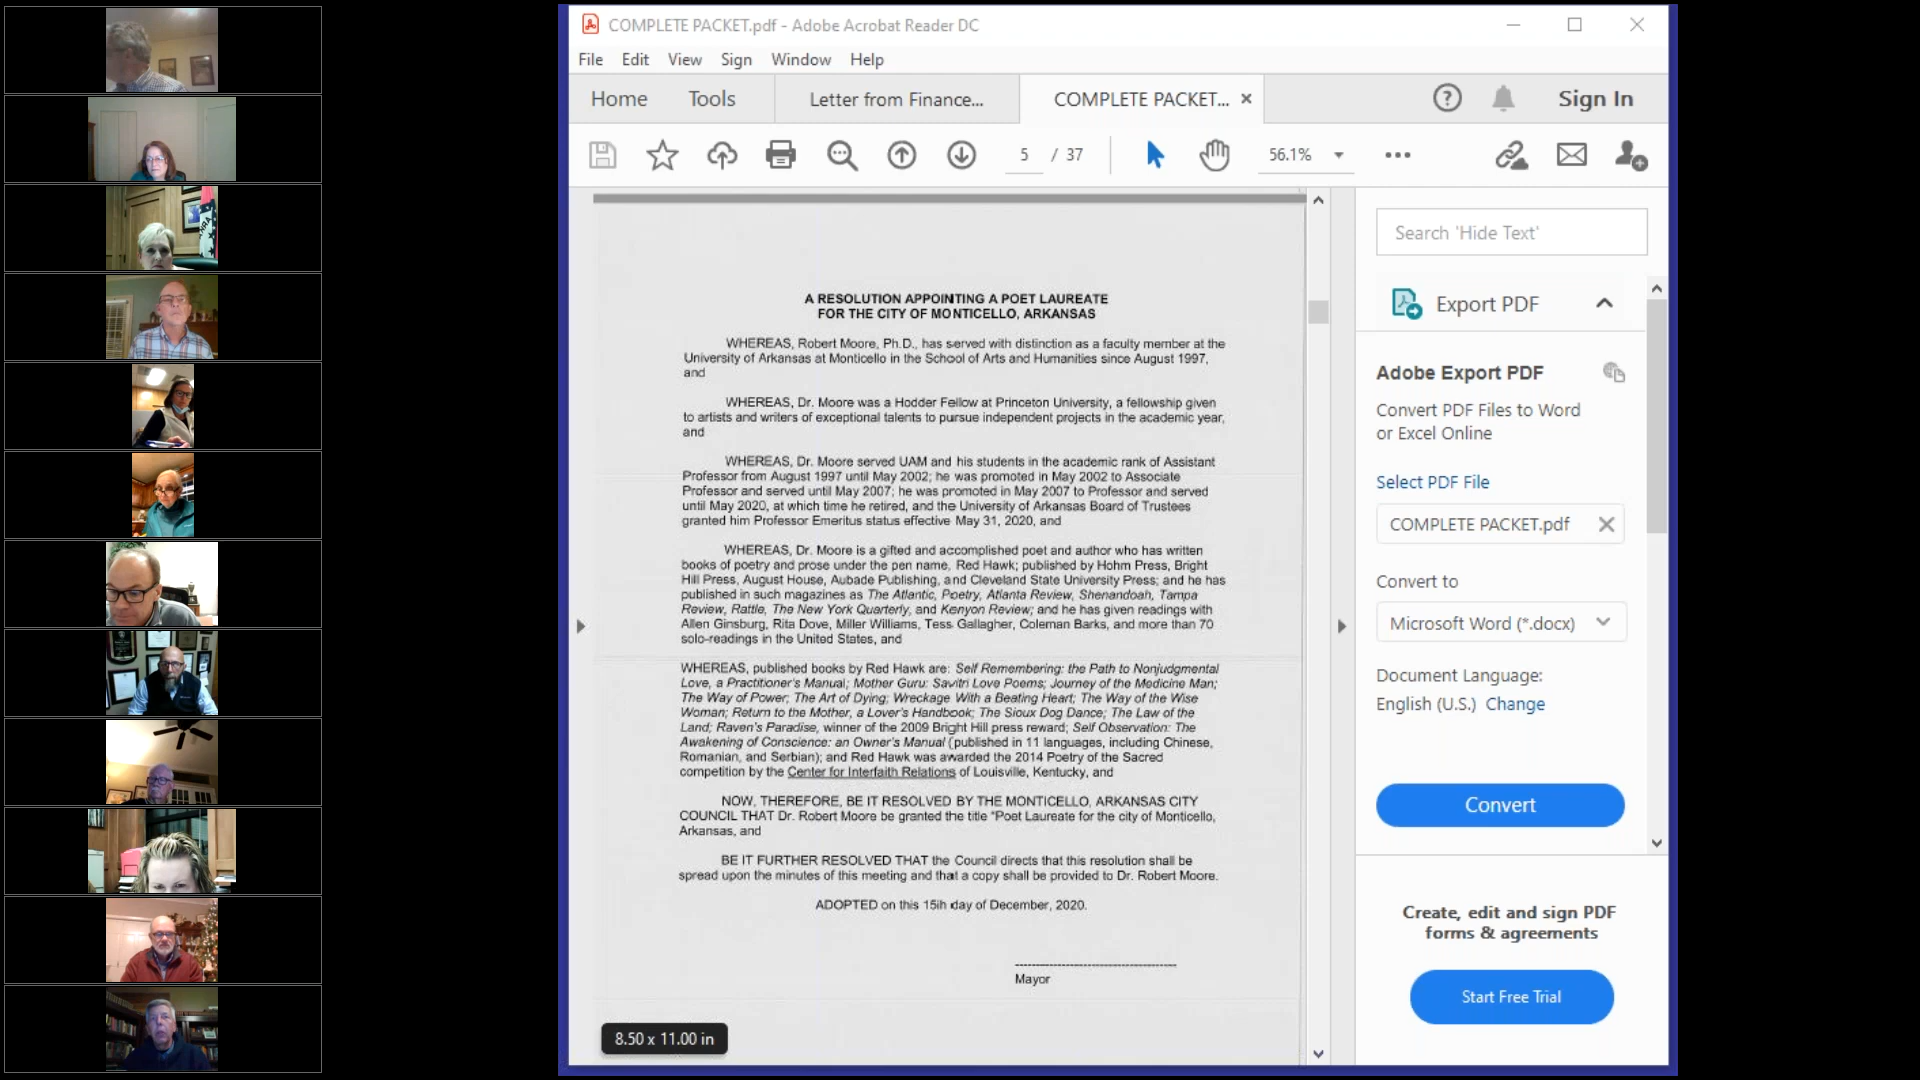 COMPLETE PACKET.pdf - Adobe Acrobat Reader DC
File Edit View Sign Window Help
Home Tools Letter from Finance... COMPLETE PACKET... Sign In
5 / 37 56.1%
A RESOLUTION APPOINTING A POET LAUREATE
FOR THE CITY OF MONTICELLO, ARKANSAS
WHEREAS, Robert Moore, Ph.D., has served with distinction as a faculty member at the
University of Arkansas at Monticello in the School of Arts and Humanities since August 1997,
and
WHEREAS, Dr. Moore was a Hodder Fellow at Princeton University, a fellowship given
to artists and writers of exceptional talents to pursue independent projects in the academic year,
and
WHEREAS, Dr. Moore served UAM and his students in the academic rank of Assistant
Professor from August 1997 until May 2002; he was promoted in May 2002 to Associate
Professor and served until May 2007; he was promoted in May 2007 to Professor and served
until May 2020, at which time he retired, and the University of Arkansas Board of Trustees
granted him Professor Emeritus status effective May 31, 2020, and
WHEREAS, Dr. Moore is a gifted and accomplished poet and author who has written
books of poetry and prose under the pen name, Red Hawk; published by Hohm Press, Bright
Hill Press, August House, Aubade Publishing, and Cleveland State University Press; and he has
published in such magazines as The Atlantic, Poetry, Atlanta Review, Shenandoah, Tampa
Review, Rattle, The New York Quarterly, and Kenyon Review; and he has given readings with
Allen Ginsburg, Rita Dove, Miller Williams, Tess Gallagher, Coleman Barks, and more than 70
solo-readings in the United States, and
WHEREAS, published books by Red Hawk are: Self Remembering: the Path to Nonjudgmental
Love, a Practitioner's Manual; Mother Guru: Savitri Love Poems; Journey of the Medicine Man;
The Way of Power; The Art of Dying; Wreckage With a Beating Heart; The Way of the Wise
Woman; Return to the Mother, a Lover's Handbook; The Sioux Dog Dance; The Law of the
Land; Raven's Paradise, winner of the 2009 Bright Hill press reward; Self Observation: The
Awakening of Conscience: an Owner's Manual (published in 11 languages, including Chinese,
Romanian, and Serbian); and Red Hawk was awarded the 2014 Poetry of the Sacred
competition by the Center for Interfaith Relations of Louisville, Kentucky, and
NOW, THEREFORE, BE IT RESOLVED BY THE MONTICELLO, ARKANSAS CITY
COUNCIL THAT Dr. Robert Moore be granted the title "Poet Laureate for the city of Monticello,
Arkansas, and
BE IT FURTHER RESOLVED THAT the Council directs that this resolution shall be
spread upon the minutes of this meeting and that a copy shall be provided to Dr. Robert Moore.
ADOPTED on this 15th day of December, 2020.
Mayor
8.50 x 11.00 in
Search 'Hide Text'
Export PDF
Adobe Export PDF
Convert PDF Files to Word
or Excel Online
Select PDF File
COMPLETE PACKET.pdf
Convert to
Microsoft Word (*.docx)
Document Language:
English (U.S.) Change
Convert
Create, edit and sign PDF
forms & agreements
Start Free Trial